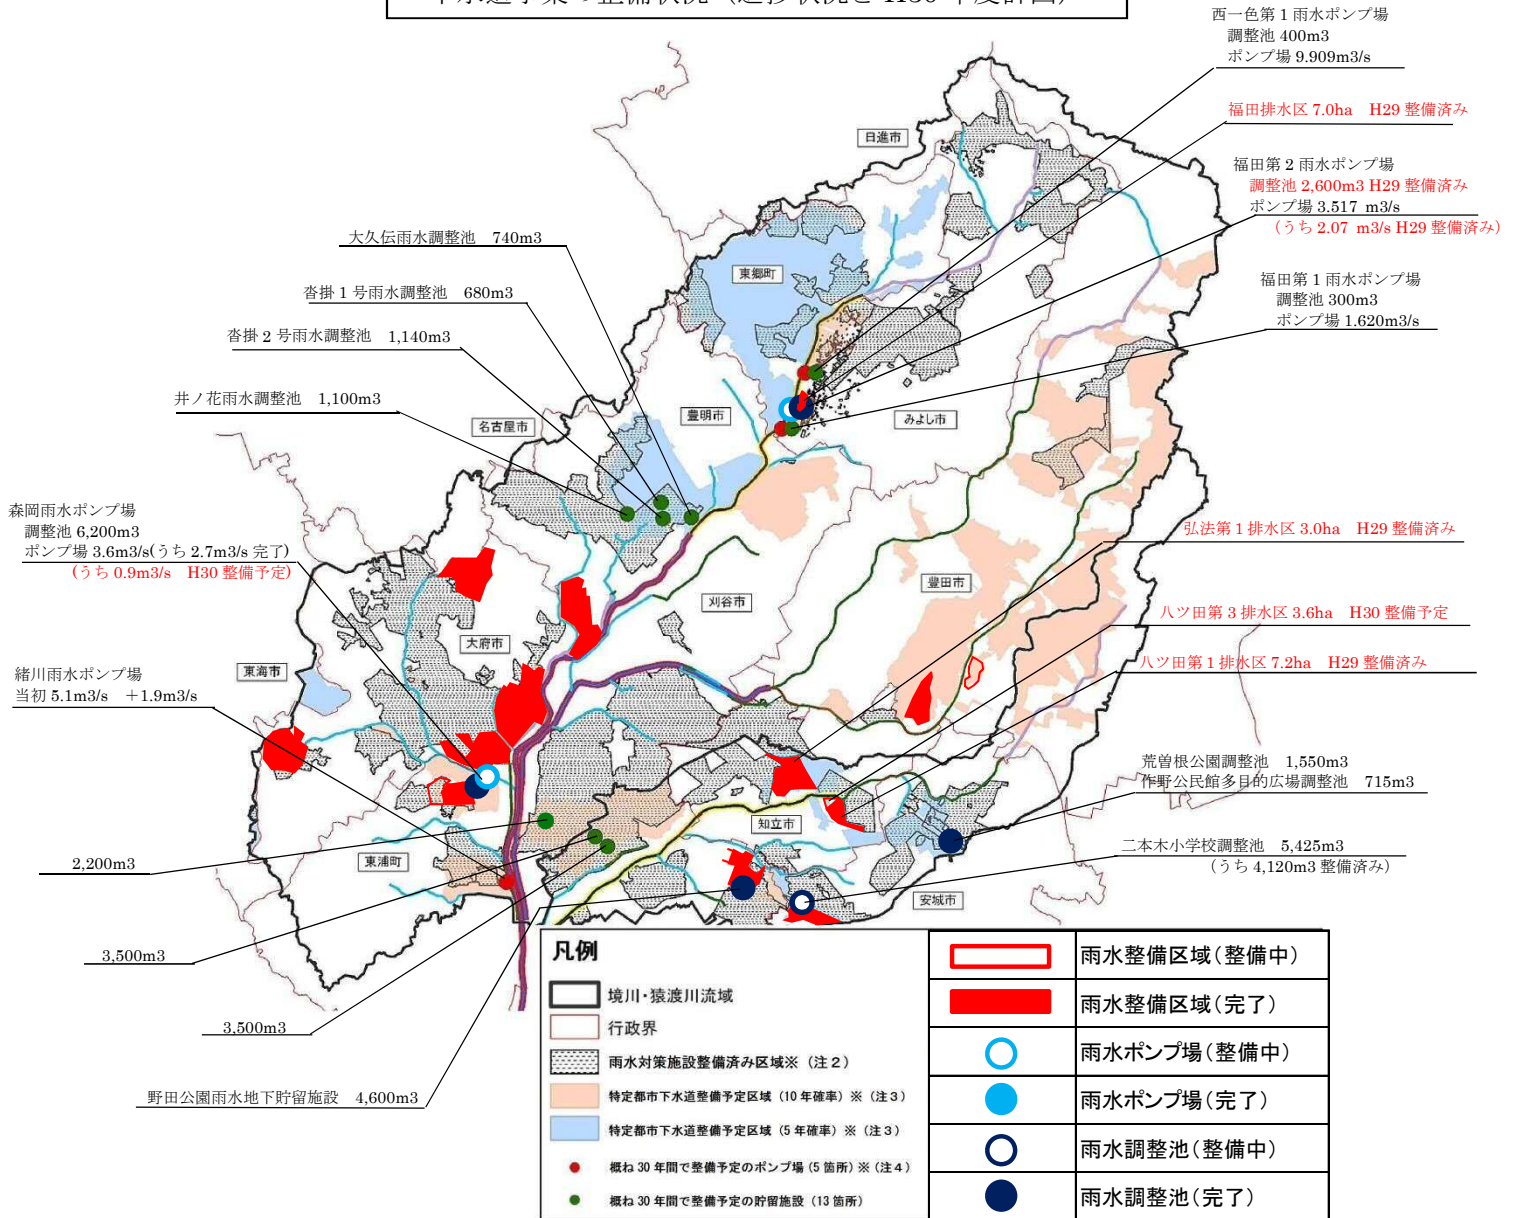 下水道事業の整備状況（進捗状況と H30 年度計画）
西一色第 1 雨水ポンプ場
調整池 400m3
ポンプ場 9.909m3/s
福田排水区 7.0ha　H29 整備済み
日進市
福田第 2 雨水ポンプ場
調整池 2,600m3 H29 整備済み
ポンプ場 3.517 m3/s
（うち 2.07 m3/s H29 整備済み）
大久伝雨水調整池　740m3
東郷町
福田第 1 雨水ポンプ場
調整池 300m3
ポンプ場 1.620m3/s
沓掛 1 号雨水調整池　680m3
沓掛 2 号雨水調整池　1,140m3
井ノ花雨水調整池　1,100m3
名古屋市
豊明市
みよし市
森岡雨水ポンプ場
調整池 6,200m3
ポンプ場 3.6m3/s(うち 2.7m3/s 完了)
(うち 0.9m3/s　H30 整備予定)
弘法第 1 排水区 3.0ha　H29 整備済み
豊田市
刈谷市
八ツ田第 3 排水区 3.6ha　H30 整備予定
大府市
東海市
八ツ田第 1 排水区 7.2ha　H29 整備済み
緒川雨水ポンプ場
当初 5.1m3/s　＋1.9m3/s
荒曽根公園調整池　1,550m3
作野公民館多目的広場調整池　715m3
知立市
二本木小学校調整池　5,425m3
（うち 4,120m3 整備済み）
東浦町
2,200m3
安城市
3,500m3
3,500m3
野田公園雨水地下貯留施設　4,600m3
凡例
境川・猿渡川流域
行政界
雨水対策施設整備済み区域※（注２）
特定都市下水道整備予定区域（10 年確率）※（注３）
特定都市下水道整備予定区域（5 年確率）※（注３）
概ね 30 年間で整備予定のポンプ場（5 箇所）※（注４）
概ね 30 年間で整備予定の貯留施設（13 箇所）
雨水整備区域（整備中）
雨水整備区域（完了）
雨水ポンプ場（整備中）
雨水ポンプ場（完了）
雨水調整池（整備中）
雨水調整池（完了）